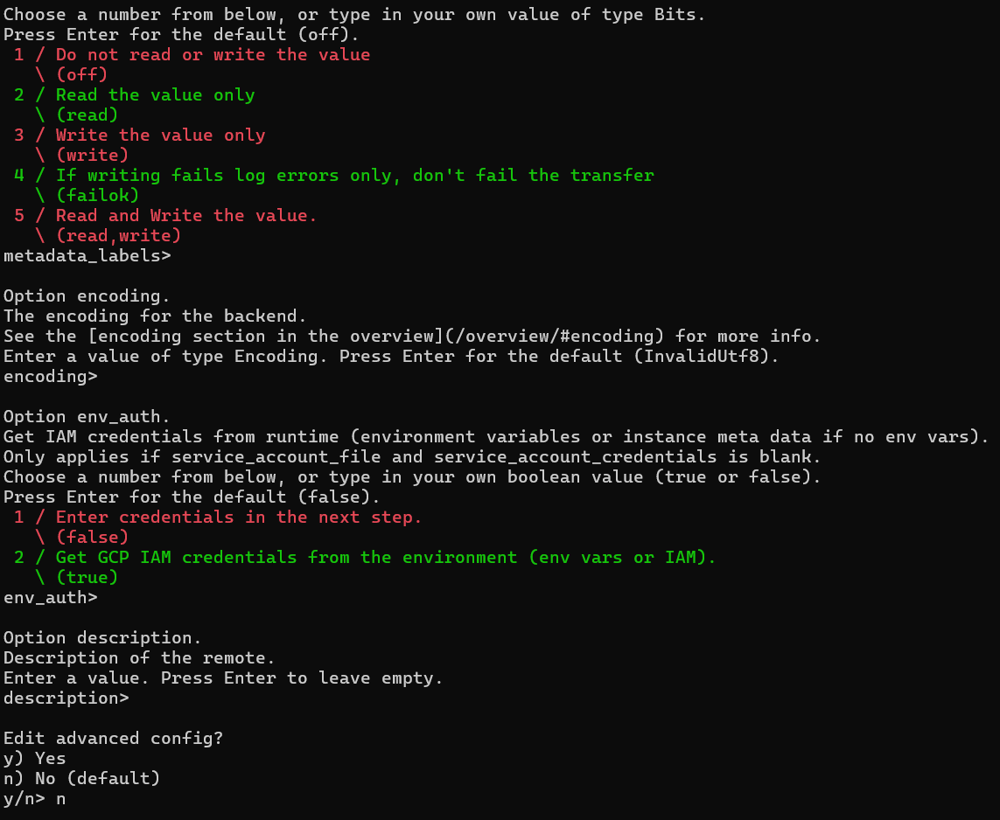 Choose a number from below, or type in your own value of type Bits.
Press Enter for the default (off).
 1 / Do not read or write the value
   \ (off)
 2 / Read the value only
   \ (read)
 3 / Write the value only
   \ (write)
 4 / If writing fails log errors only, don't fail the transfer
   \ (failok)
 5 / Read and Write the value.
   \ (read,write)
metadata_labels>

Option encoding.
The encoding for the backend.
See the [encoding section in the overview](/overview/#encoding) for more info.
Enter a value of type Encoding. Press Enter for the default (InvalidUtf8).
encoding>

Option env_auth.
Get IAM credentials from runtime (environment variables or instance meta data if no env vars).
Only applies if service_account_file and service_account_credentials is blank.
Choose a number from below, or type in your own boolean value (true or false).
Press Enter for the default (false).
 1 / Enter credentials in the next step.
   \ (false)
 2 / Get GCP IAM credentials from the environment (env vars or IAM).
   \ (true)
env_auth>

Option description.
Description of the remote.
Enter a value. Press Enter to leave empty.
description>

Edit advanced config?
y) Yes
n) No (default)
y/n> n